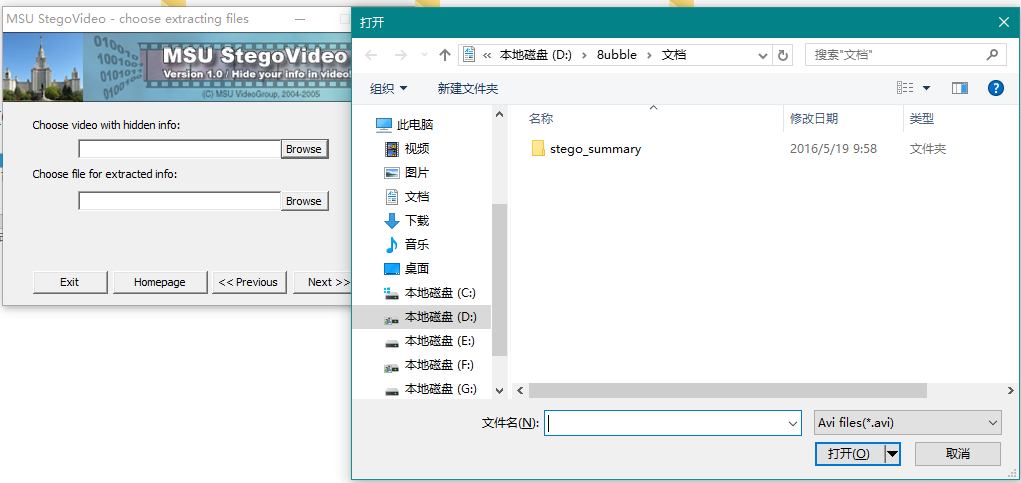 MSU StegoVideo - choose extracting files
MSU StegoVideo
Version 1.0 / Hide your info in video!
(C) MSU VideoGroup, 2004-2005
Choose video with hidden info:
Browse
Choose file for extracted info:
Browse
Exit
Homepage
<< Previous
Next >>
打开
« 本地磁盘 (D:) > 8ubble > 文档
搜索"文档"
组织
新建文件夹
此电脑
视频
图片
文档
下载
音乐
桌面
本地磁盘 (C:)
本地磁盘 (D:)
本地磁盘 (E:)
本地磁盘 (F:)
本地磁盘 (G:)
名称 修改日期 类型
stego_summary 2016/5/19 9:58 文件夹
文件名(N):
Avi files(*.avi)
打开(O)
取消